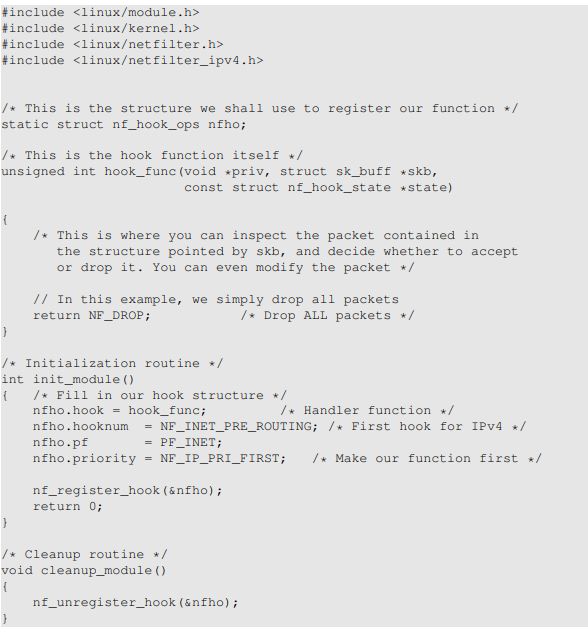 #include <linux/module.h>
#include <linux/kernel.h>
#include <linux/netfilter.h>
#include <linux/netfilter_ipv4.h>
/* This is the structure we shall use to register our function */
static struct nf_hook_ops nfho;
/* This is the hook function itself */
unsigned int hook_func(void *priv, struct sk_buff *skb,
                       const struct nf_hook_state *state)
{
    /* This is where you can inspect the packet contained in
       the structure pointed by skb, and decide whether to accept
       or drop it. You can even modify the packet */
    // In this example, we simply drop all packets
    return NF_DROP;           /* Drop ALL packets */
}
/* Initialization routine */
int init_module()
{   /* Fill in our hook structure */
    nfho.hook = hook_func;         /* Handler function */
    nfho.hooknum  = NF_INET_PRE_ROUTING; /* First hook for IPv4 */
    nfho.pf       = PF_INET;
    nfho.priority = NF_IP_PRI_FIRST;   /* Make our function first */
    nf_register_hook(&nfho);
    return 0;
}
/* Cleanup routine */
void cleanup_module()
{
    nf_unregister_hook(&nfho);
}